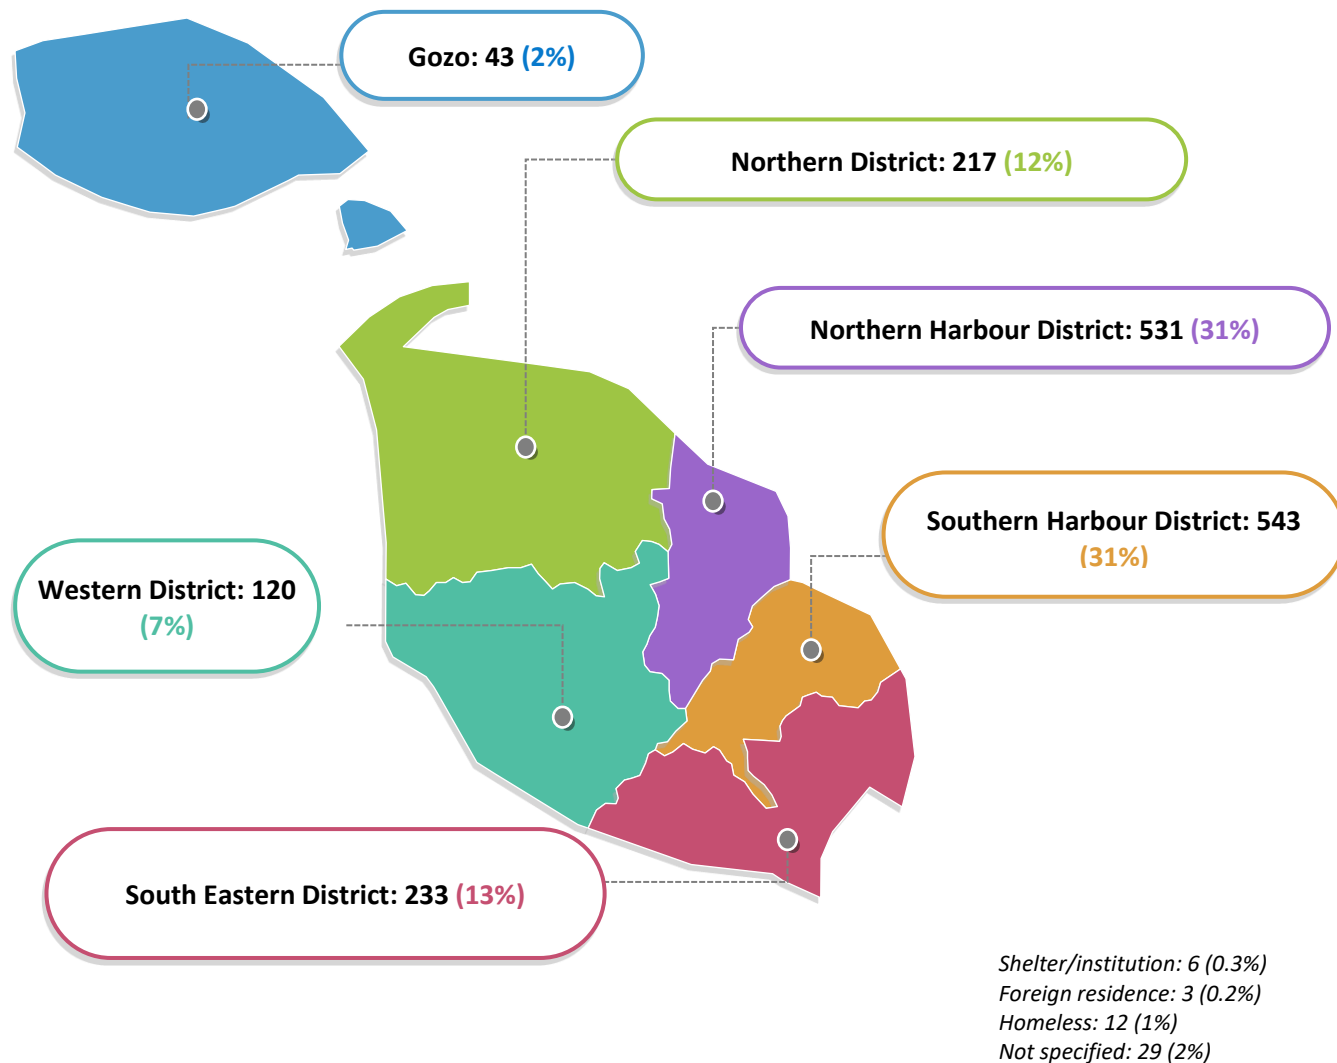 Gozo: 43 (2%)
Northern District: 217 (12%)
Northern Harbour District: 531 (31%)
Southern Harbour District: 543
(31%)
Western District: 120
(7%)
South Eastern District: 233 (13%)
Shelter/institution: 6 (0.3%)
Foreign residence: 3 (0.2%)
Homeless: 12 (1%)
Not specified: 29 (2%)